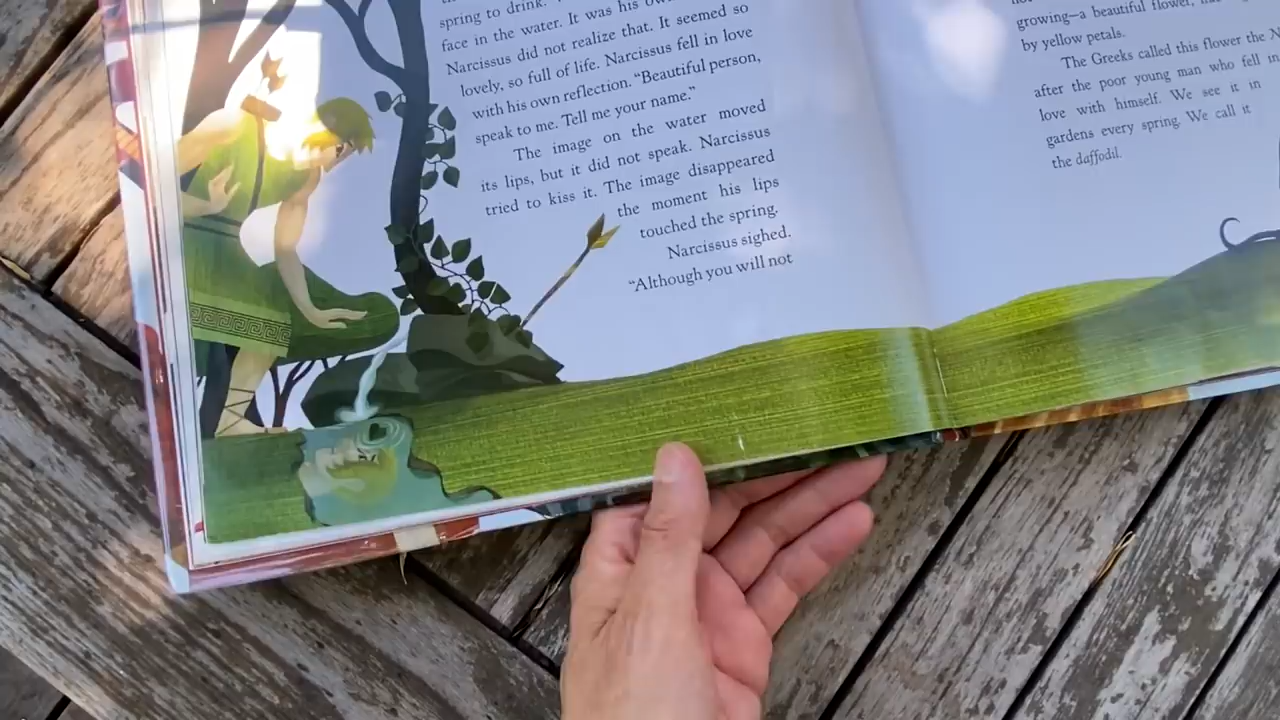 spring to drink.
face in the water. It was his own
Narcissus did not realize that. It seemed so
lovely, so full of life. Narcissus fell in love
with his own reflection. “Beautiful person,
speak to me. Tell me your name.”
The image on the water moved
its lips, but it did not speak. Narcissus
tried to kiss it. The image disappeared
the moment his lips
touched the spring.
Narcissus sighed.
“Although you will not
growing—a beautiful flower,
by yellow petals.
The Greeks called this flower the
after the poor young man who fell in
love with himself. We see it in
gardens every spring. We call it
the daffodil.